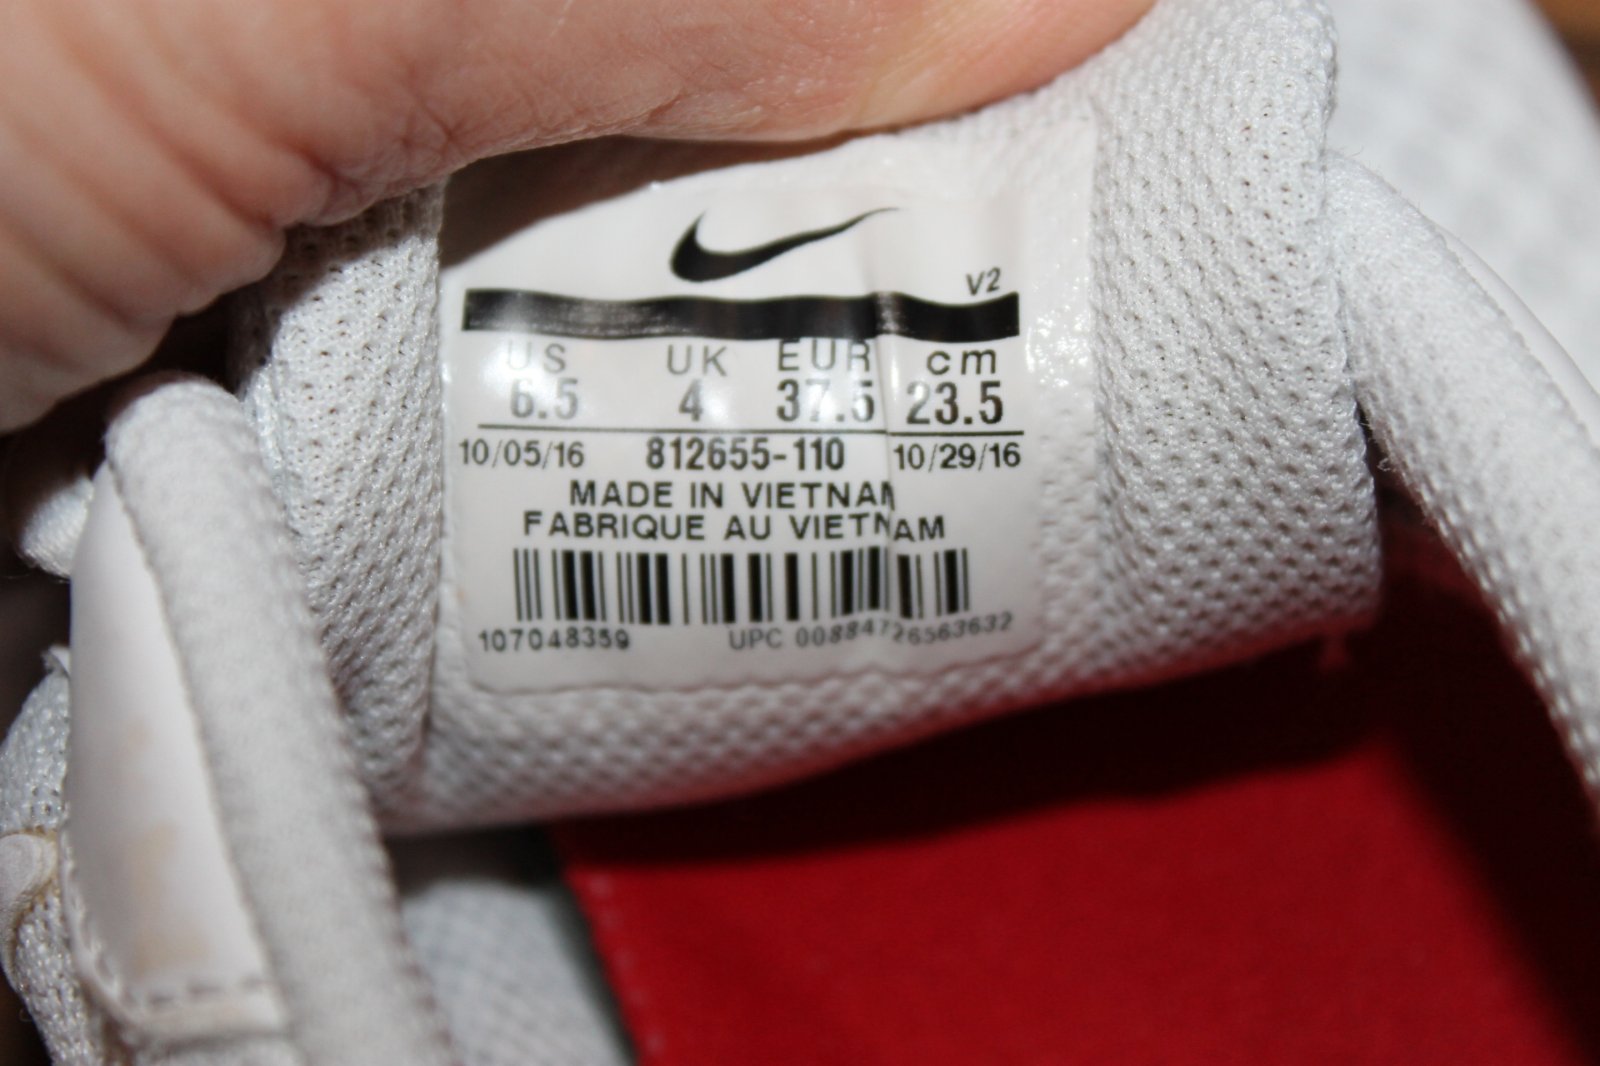 V2
US UK EUR cm
6.5 4 37.5 23.5
10/05/16 812655-110 10/29/16
MADE IN VIETNAM
FABRIQUE AU VIETNAM
107048359 UPC 00884726563632